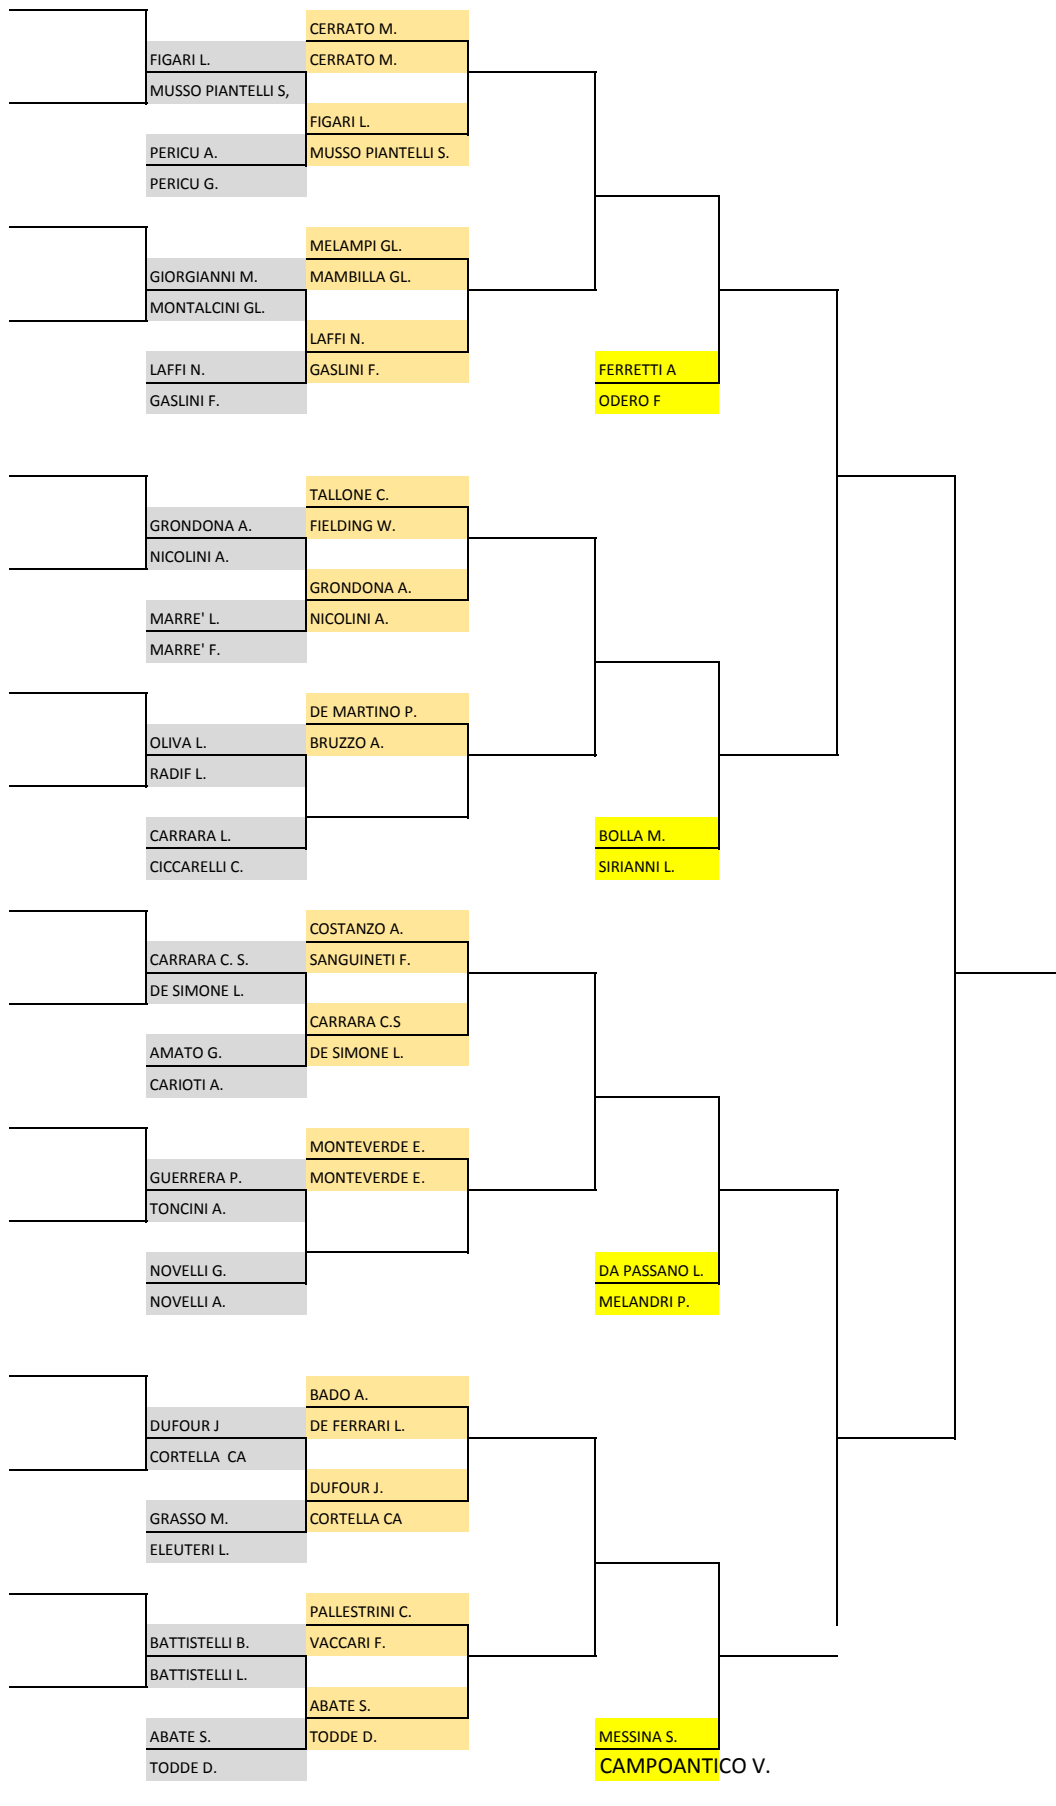 CERRATO M.
FIGARI L.
CERRATO M.
MUSSO PIANTELLI S,
FIGARI L.
PERICU A.
MUSSO PIANTELLI S.
PERICU G.
MELAMPI GL.
GIORGIANNI M.
MAMBILLA GL.
MONTALCINI GL.
LAFFI N.
LAFFI N.
GASLINI F.
FERRETTI A
GASLINI F.
ODERO F
TALLONE C.
GRONDONA A.
FIELDING W.
NICOLINI A.
GRONDONA A.
MARRE' L.
NICOLINI A.
MARRE' F.
DE MARTINO P.
OLIVA L.
BRUZZO A.
RADIF L.
CARRARA L.
BOLLA M.
CICCARELLI C.
SIRIANNI L.
COSTANZO A.
CARRARA C. S.
SANGUINETI F.
DE SIMONE L.
CARRARA C.S
AMATO G.
DE SIMONE L.
CARIOTI A.
MONTEVERDE E.
GUERRERA P.
MONTEVERDE E.
TONCINI A.
NOVELLI G.
DA PASSANO L.
NOVELLI A.
MELANDRI P.
BADO A.
DUFOUR J
DE FERRARI L.
CORTELLA  CA
DUFOUR J.
GRASSO M.
CORTELLA CA
ELEUTERI L.
PALLESTRINI C.
BATTISTELLI B.
VACCARI F.
BATTISTELLI L.
ABATE S.
ABATE S.
TODDE D.
MESSINA S.
TODDE D.
CAMPOANTICO V.